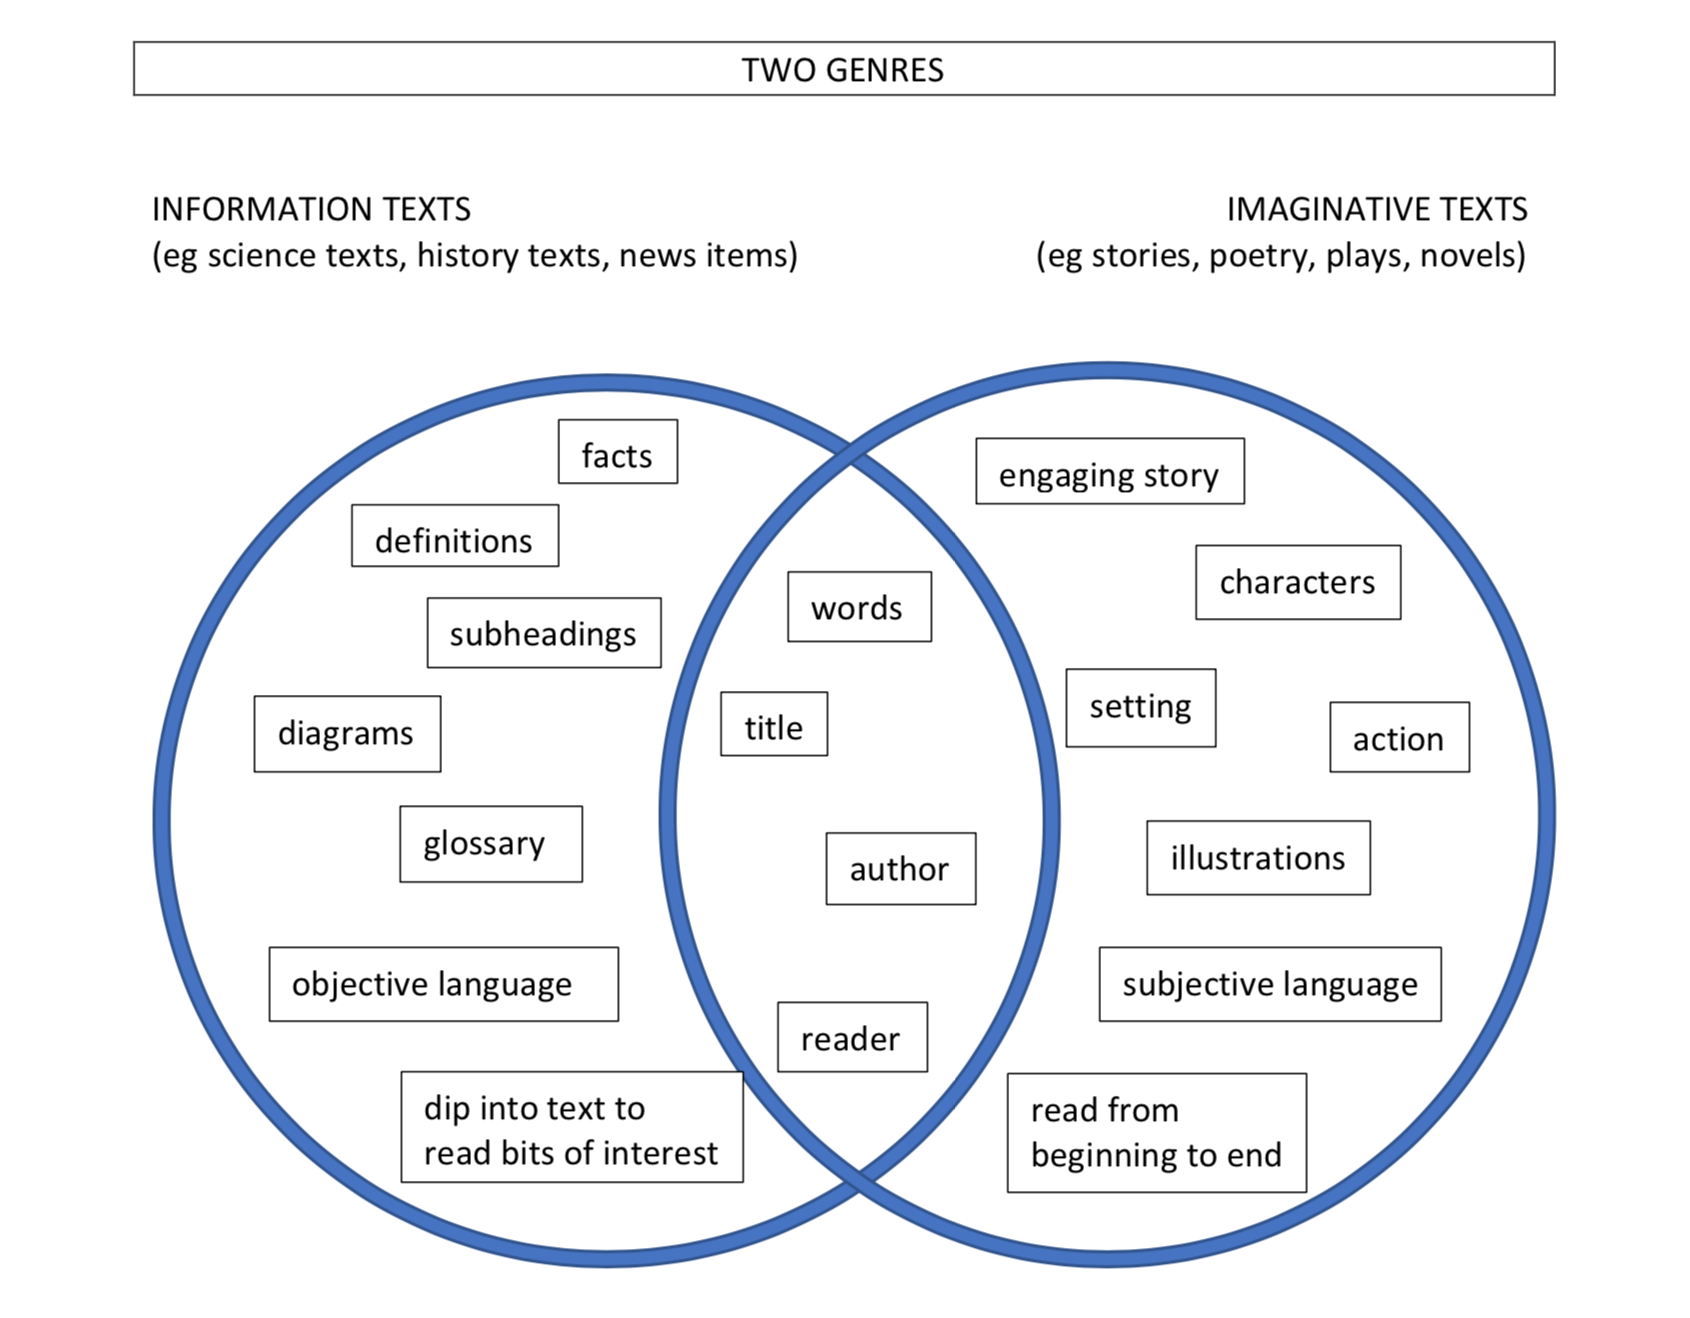 TWO GENRES
INFORMATION TEXTS
(eg science texts, history texts, news items)
IMAGINATIVE TEXTS
(eg stories, poetry, plays, novels)
facts
definitions
subheadings
diagrams
glossary
objective language
dip into text to
read bits of interest
words
title
author
reader
engaging story
characters
setting
action
illustrations
subjective language
read from
beginning to end